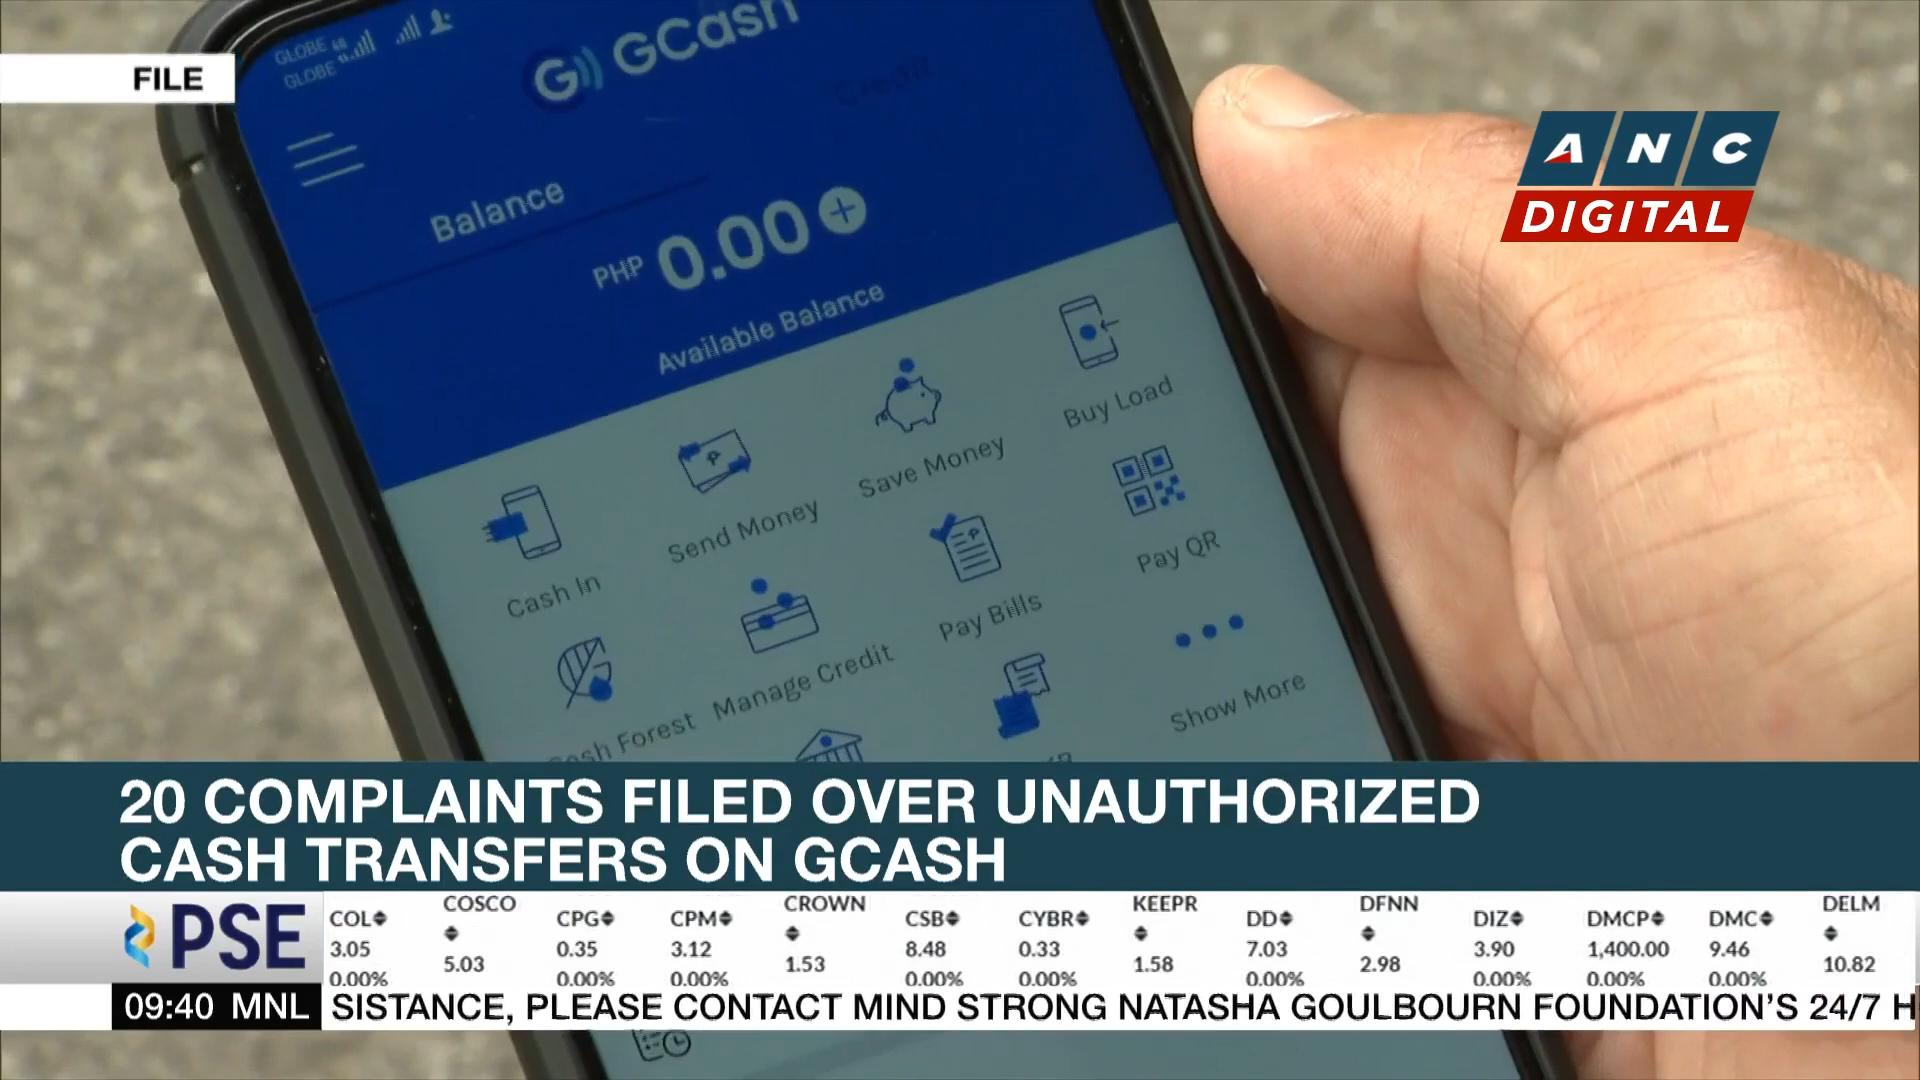 GLOBE
GLOBE
FILE
G)) GCash
Credit
Balance
PHP 0.00 +
Available Balance
Buy Load
Save Money
Send Money
Cash In
Pay QR
Pay Bills
Manage Credit
Cash Forest
Show More
ANC
DIGITAL
20 COMPLAINTS FILED OVER UNAUTHORIZED
CASH TRANSFERS ON GCASH
PSE
COL COSCO CPG CPM CROWN CSB CYBR KEEPR DD DFNN DIZ DMCP DMC DELM
3.05 5.03 0.35 3.12 1.53 8.48 0.33 1.58 7.03 2.98 3.90 1,400.00 9.46 10.82
0.00% 0.00% 0.00% 0.00% 0.00% 0.00% 0.00% 0.00% 0.00%
09:40 MNL SISTANCE, PLEASE CONTACT MIND STRONG NATASHA GOULBOURN FOUNDATION'S 24/7 H